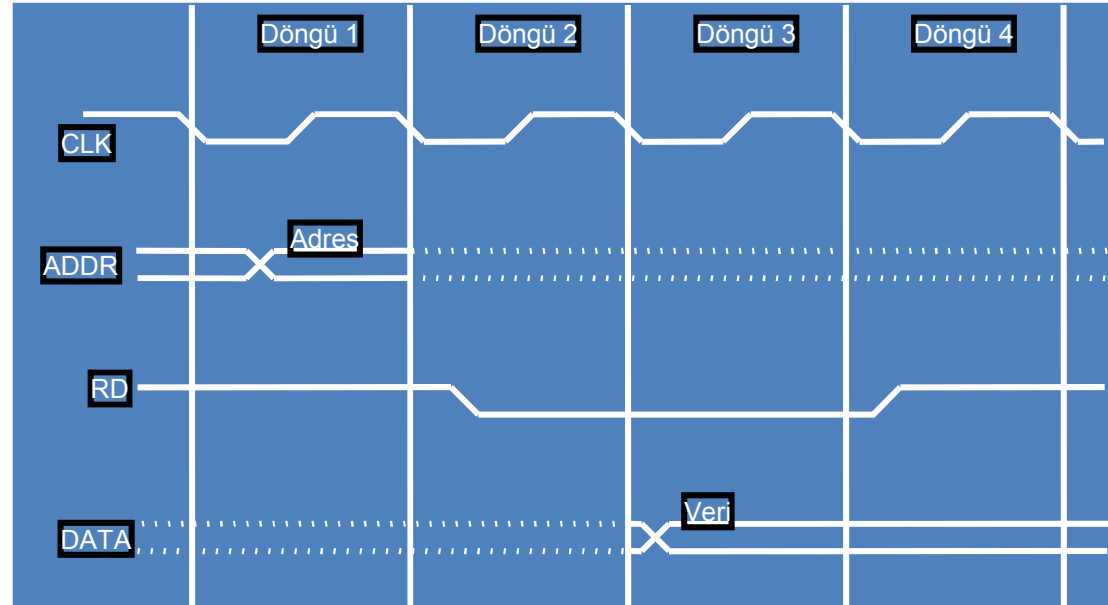 Döngü 1
Döngü 2
Döngü 3
Döngü 4
CLK
Adres
ADDR
RD
Veri
DATA